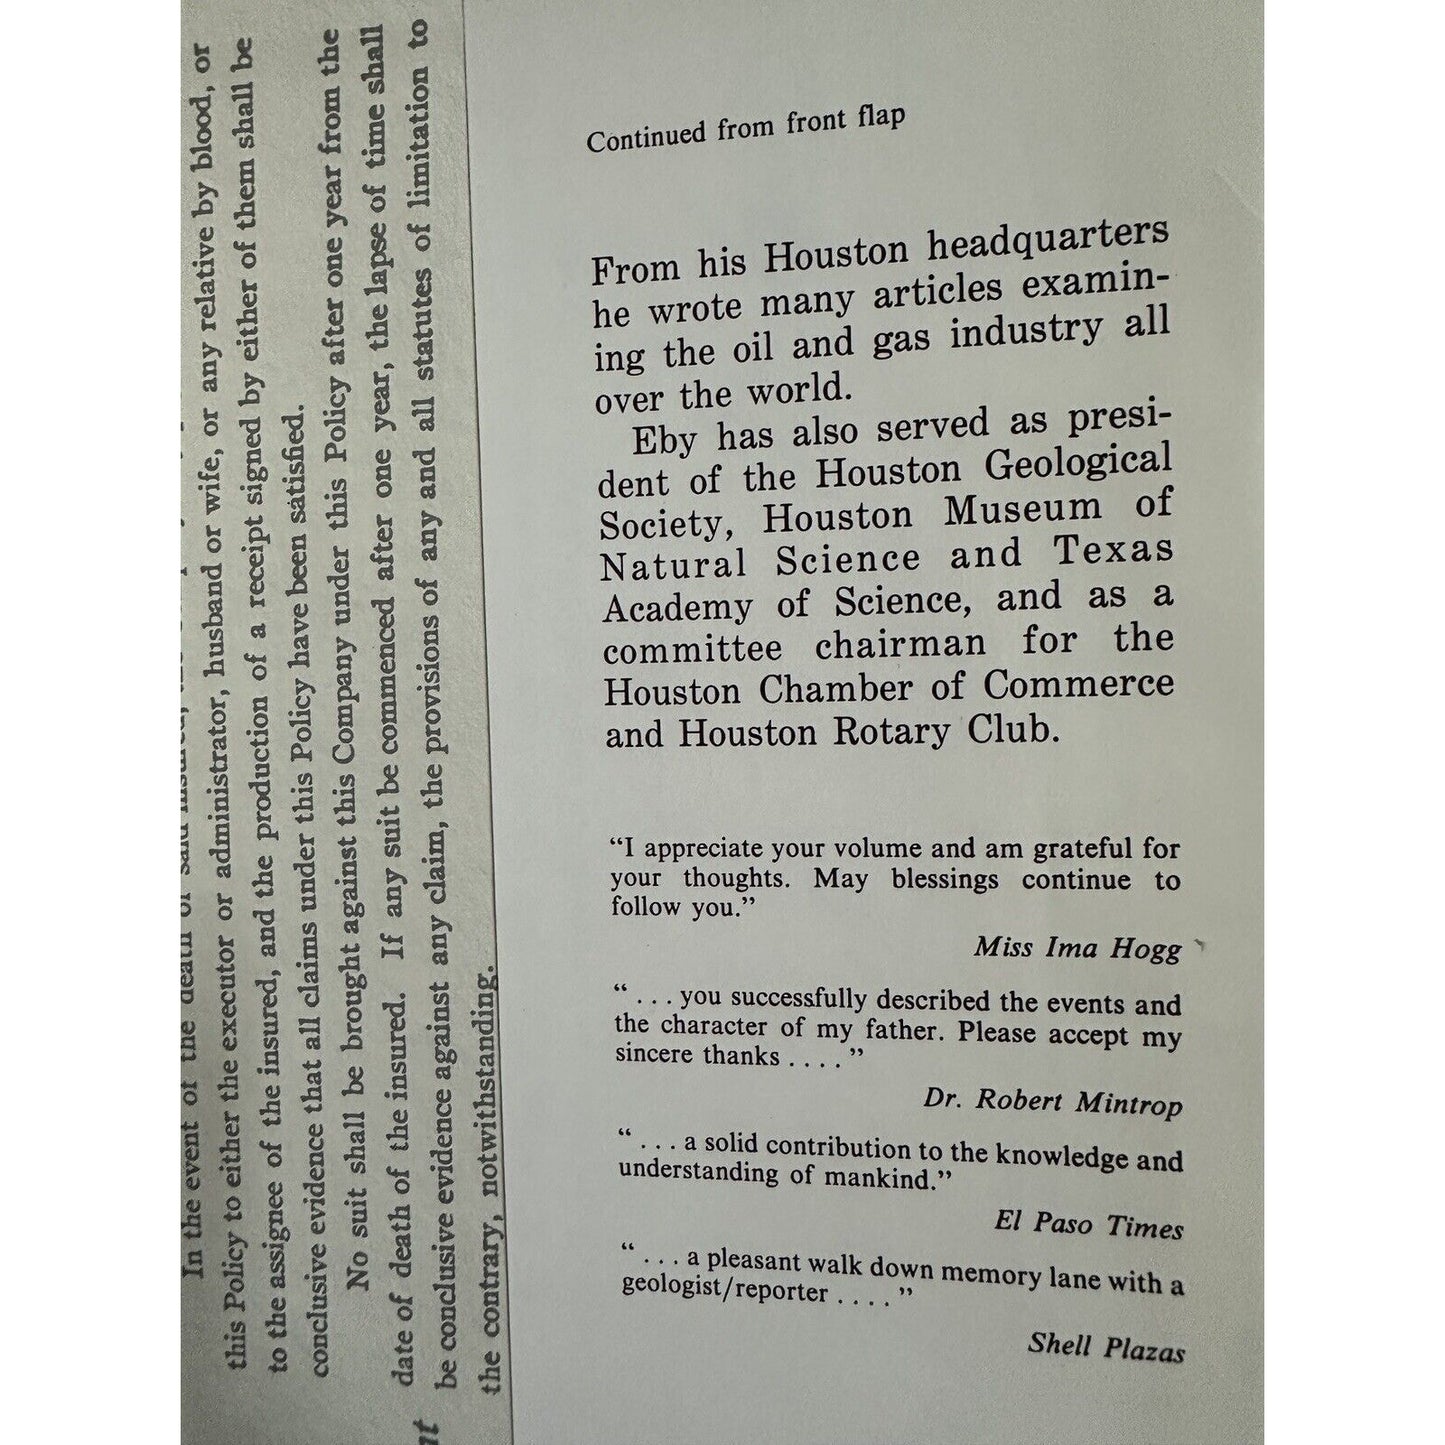 In the event of the death of said insured,
this Policy to either the executor or administrator, husband or wife, or any relative by blood, or
to the assignee of the insured, and the production of a receipt signed by either of them shall be
conclusive evidence that all claims under this Policy have been satisfied.
No suit shall be brought against this Company under this Policy after one year from the
date of death of the insured. If any suit be commenced after one year, the lapse of time shall
be conclusive evidence against any claim, the provisions of any and all statutes of limitation to
the contrary, notwithstanding.
Continued from front flap
From his Houston headquarters
he wrote many articles examin-
ing the oil and gas industry all
over the world.
Eby has also served as presi-
dent of the Houston Geological
Society, Houston Museum of
Natural Science and Texas
Academy of Science, and as a
committee chairman for the
Houston Chamber of Commerce
and Houston Rotary Club.
“I appreciate your volume and am grateful for
your thoughts. May blessings continue to
follow you.”
Miss Ima Hogg
“ . . . you successfully described the events and
the character of my father. Please accept my
sincere thanks . . . . ”
Dr. Robert Mintrop
“ . . . a solid contribution to the knowledge and
understanding of mankind.”
El Paso Times
“ . . . a pleasant walk down memory lane with a
geologist/reporter . . . . ”
Shell Plazas